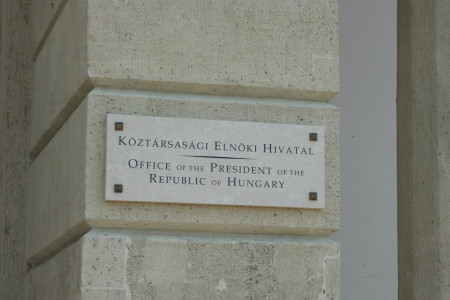 Köztársasági Elnöki Hivatal
Office of the President of the
Republic of Hungary